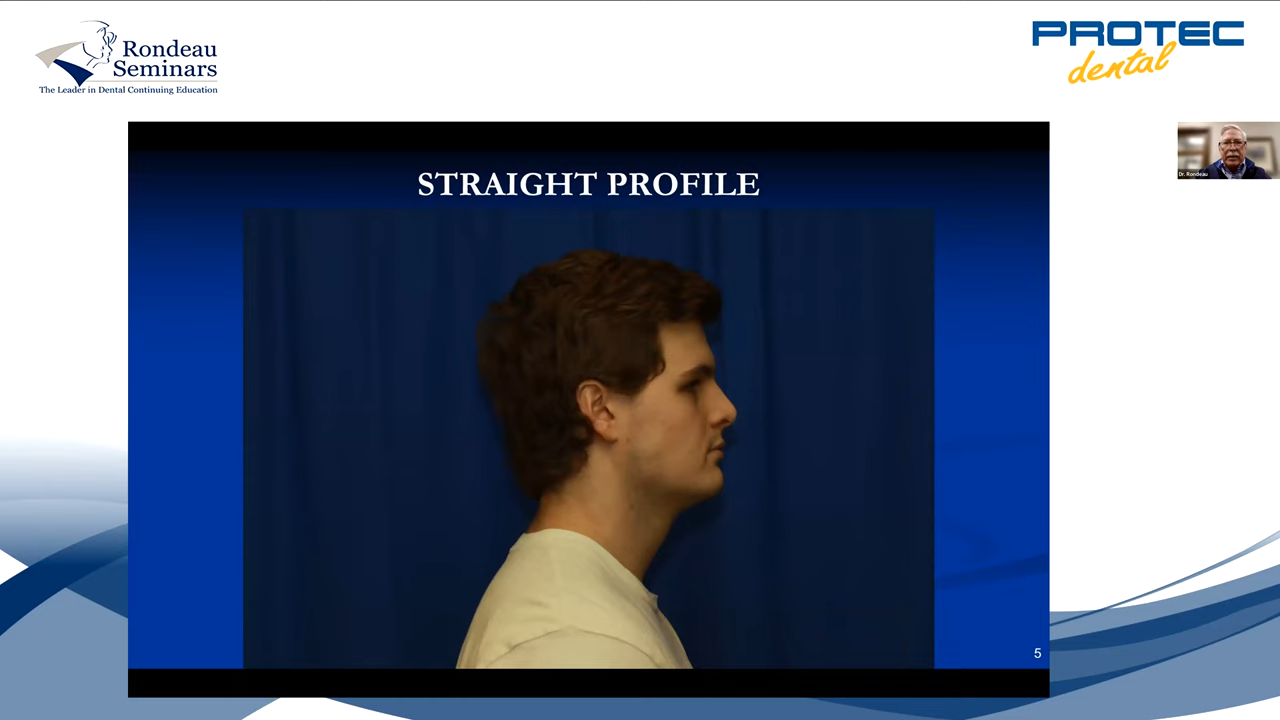 Rondeau
Seminars
The Leader in Dental Continuing Education
PROTEC
dental
Dr. Rondeau
STRAIGHT PROFILE
5